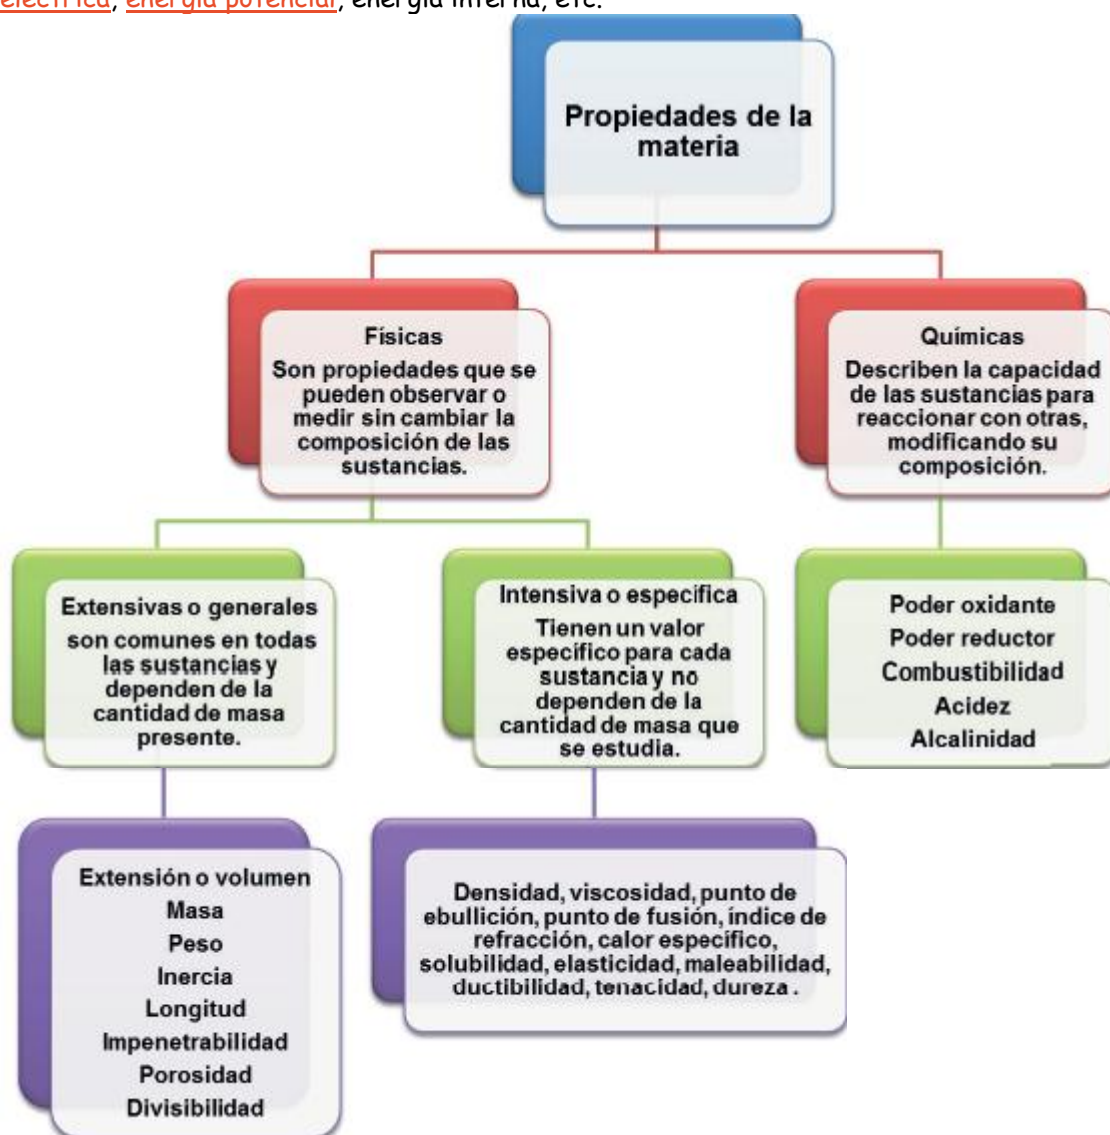 eléctrica, energía potencial, energía interna, etc.
Propiedades de la
materia
Físicas
Son propiedades que se
pueden observar o
medir sin cambiar la
composición de las
sustancias.
Químicas
Describen la capacidad
de las sustancias para
reaccionar con otras,
modificando su
composición.
Extensivas o generales
son comunes en todas
las sustancias y
dependen de la
cantidad de masa
presente.
Intensiva o especifica
Tienen un valor
específico para cada
sustancia y no
dependen de la
cantidad de masa que
se estudia.
Poder oxidante
Poder reductor
Combustibilidad
Acidez
Alcalinidad
Extensión o volumen
Masa
Peso
Inercia
Longitud
Impenetrabilidad
Porosidad
Divisibilidad
Densidad, viscosidad, punto de
ebullición, punto de fusión, índice de
refracción, calor específico,
solubilidad, elasticidad, maleabilidad,
ductibilidad, tenacidad, dureza .